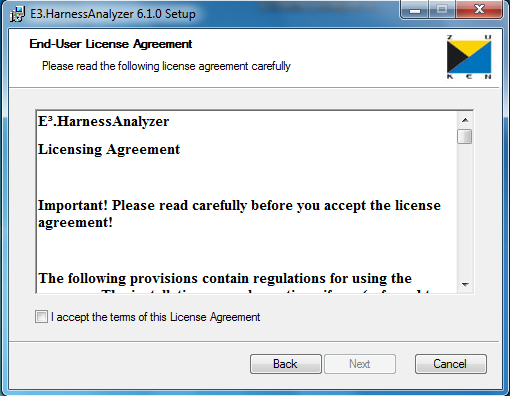 E3.HarnessAnalyzer 6.1.0 Setup
End-User License Agreement
Please read the following license agreement carefully
Z U
K E N
E³.HarnessAnalyzer
Licensing Agreement
Important! Please read carefully before you accept the license
agreement!
The following provisions contain regulations for using the
I accept the terms of this License Agreement
Back Next Cancel